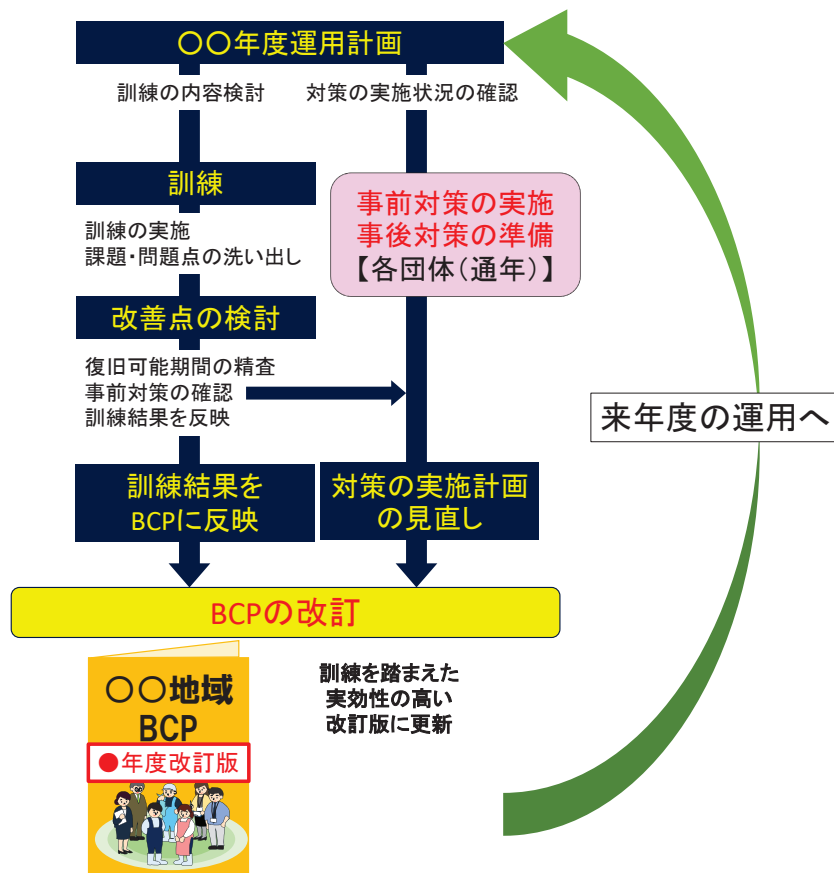 〇〇年度運用計画
訓練の内容検討
対策の実施状況の確認
訓練
訓練の実施
課題・問題点の洗い出し
事前対策の実施
事後対策の準備
【各団体(通年)】
改善点の検討
復旧可能期間の精査
事前対策の確認
訓練結果を反映
来年度の運用へ
訓練結果を
BCPに反映
対策の実施計画
の見直し
BCPの改訂
〇〇地域
BCP
●年度改訂版
訓練を踏まえた
実効性の高い
改訂版に更新